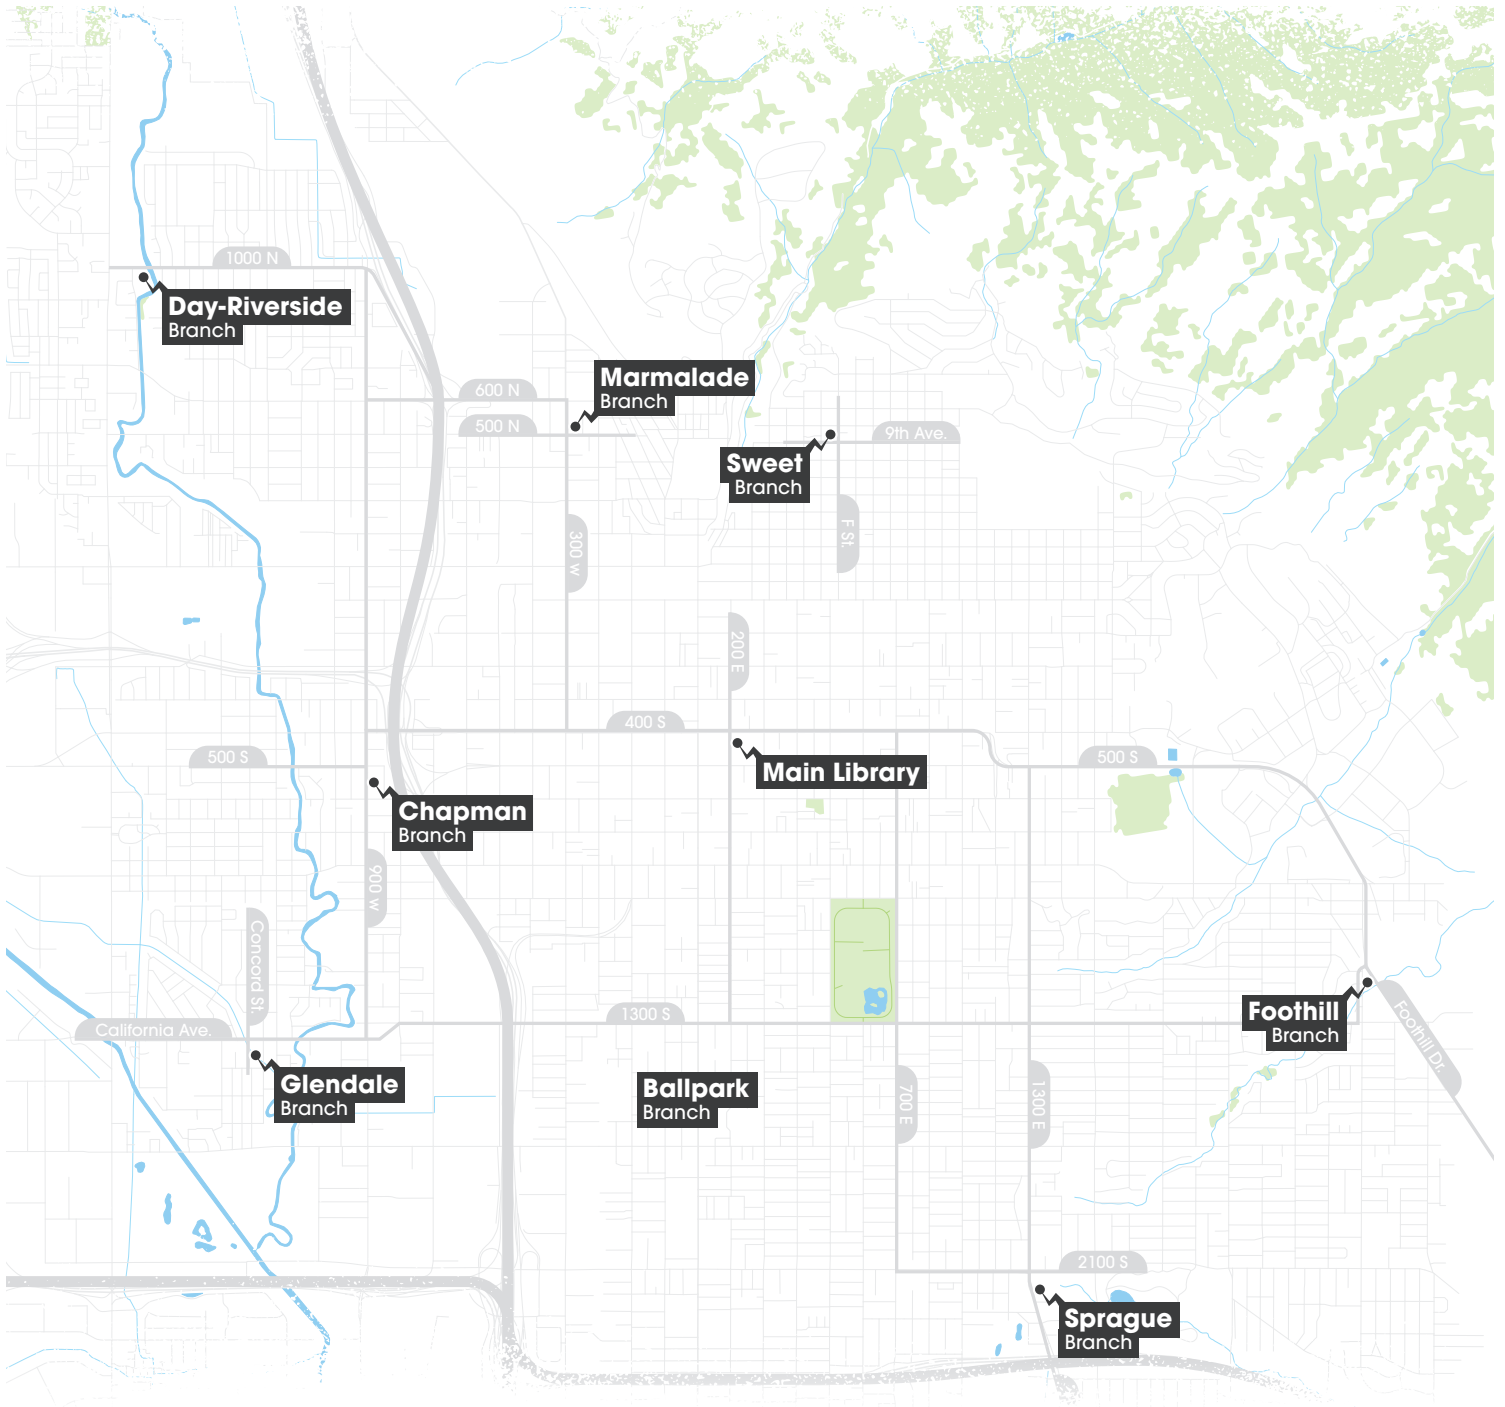 1000 N
Day-Riverside
Branch
Marmalade
Branch
600 N
500 N
9th Ave.
Sweet
Branch
F St.
300 W
200 E
400 S
500 S
500 S
Main Library
Chapman
Branch
900 W
Concord St.
California Ave.
1300 S
Foothill
Branch
Foothill Dr.
Glendale
Branch
Ballpark
Branch
700 E
1300 E
2100 S
Sprague
Branch